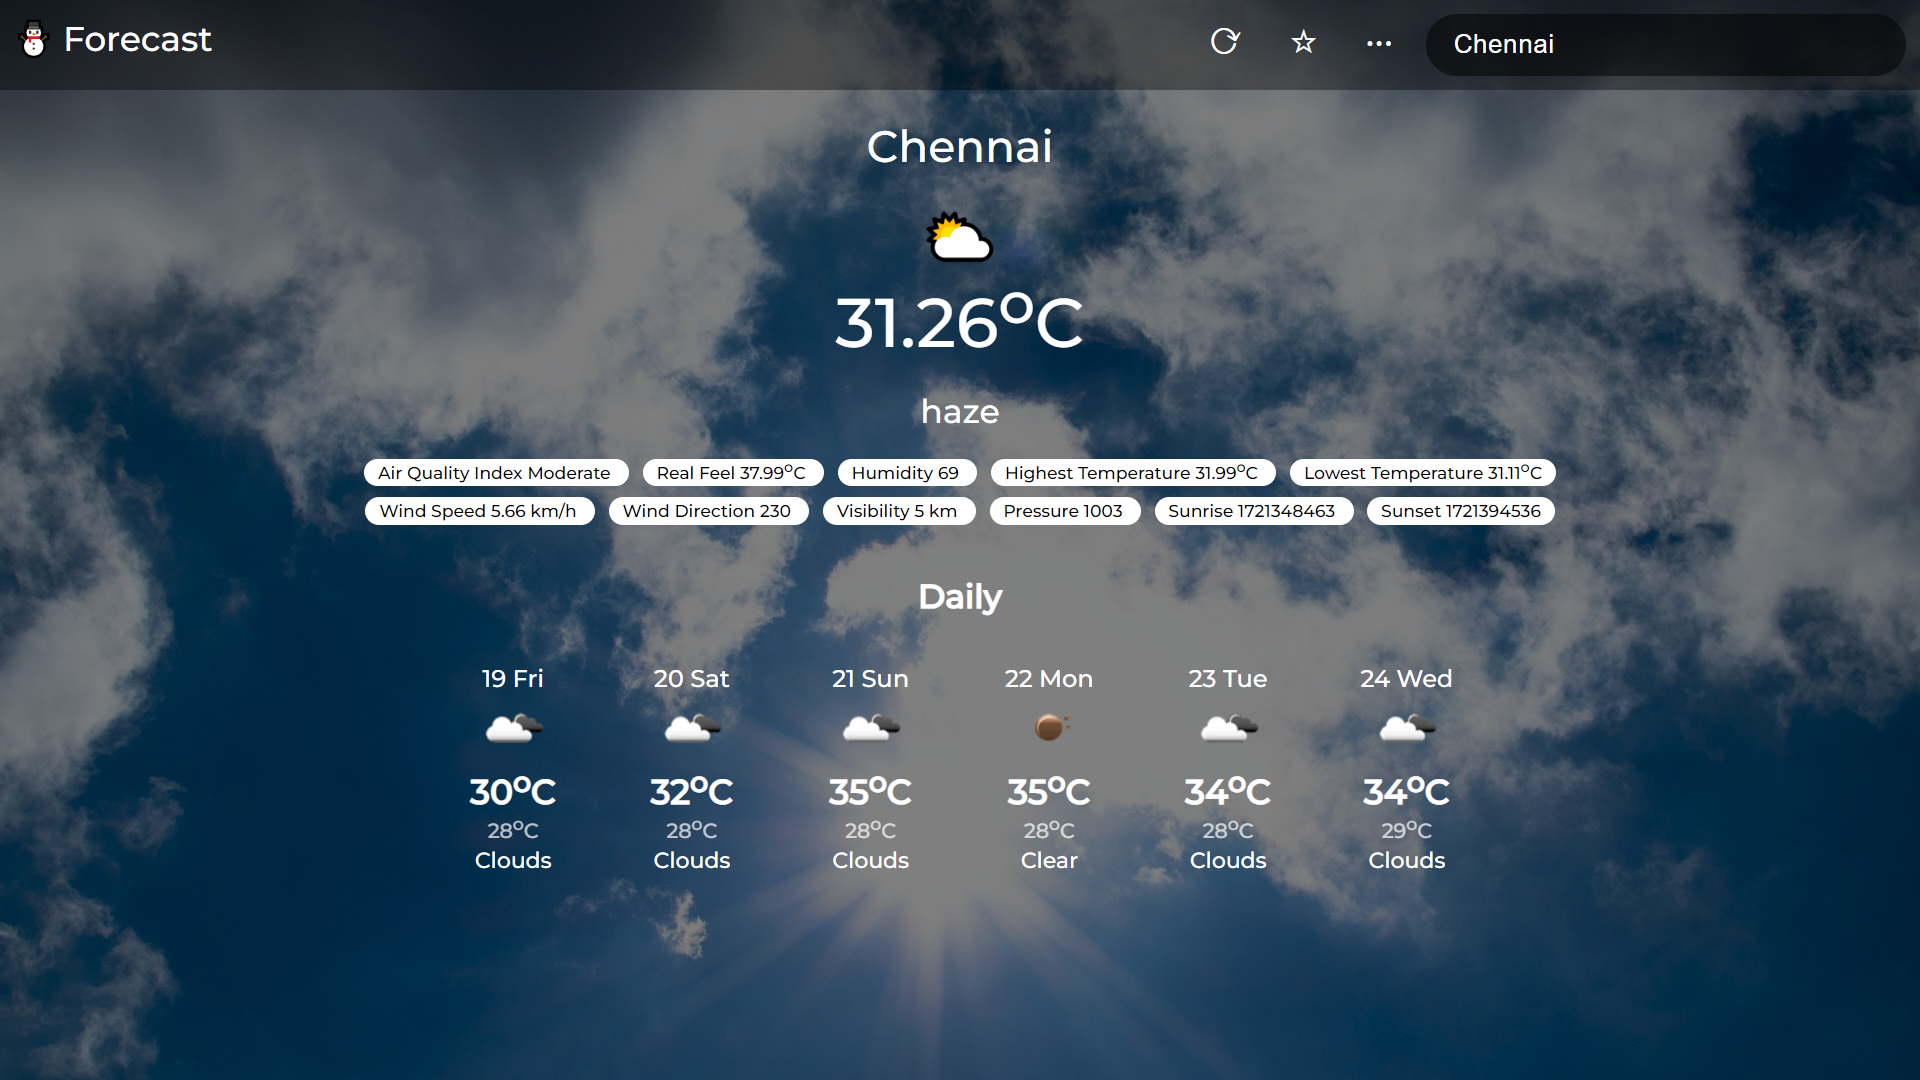 Forecast
Chennai
Chennai
31.26°C
haze
Air Quality Index Moderate Real Feel 37.99°C Humidity 69 Highest Temperature 31.99°C Lowest Temperature 31.11°C
Wind Speed 5.66 km/h Wind Direction 230 Visibility 5 km Pressure 1003 Sunrise 1721348463 Sunset 1721394536
Daily
19 Fri 20 Sat 21 Sun 22 Mon 23 Tue 24 Wed
30°C 32°C 35°C 35°C 34°C 34°C
28°C 28°C 28°C 28°C 28°C 29°C
Clouds Clouds Clouds Clear Clouds Clouds